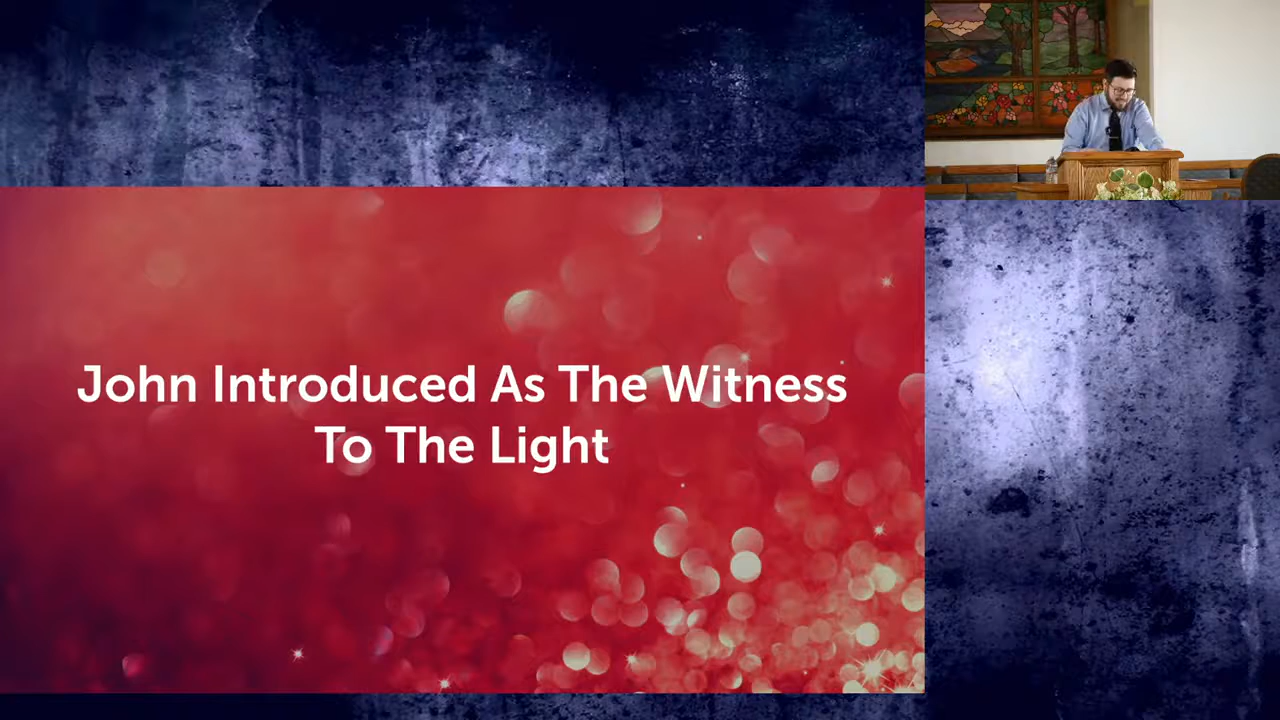 John Introduced As The Witness
To The Light